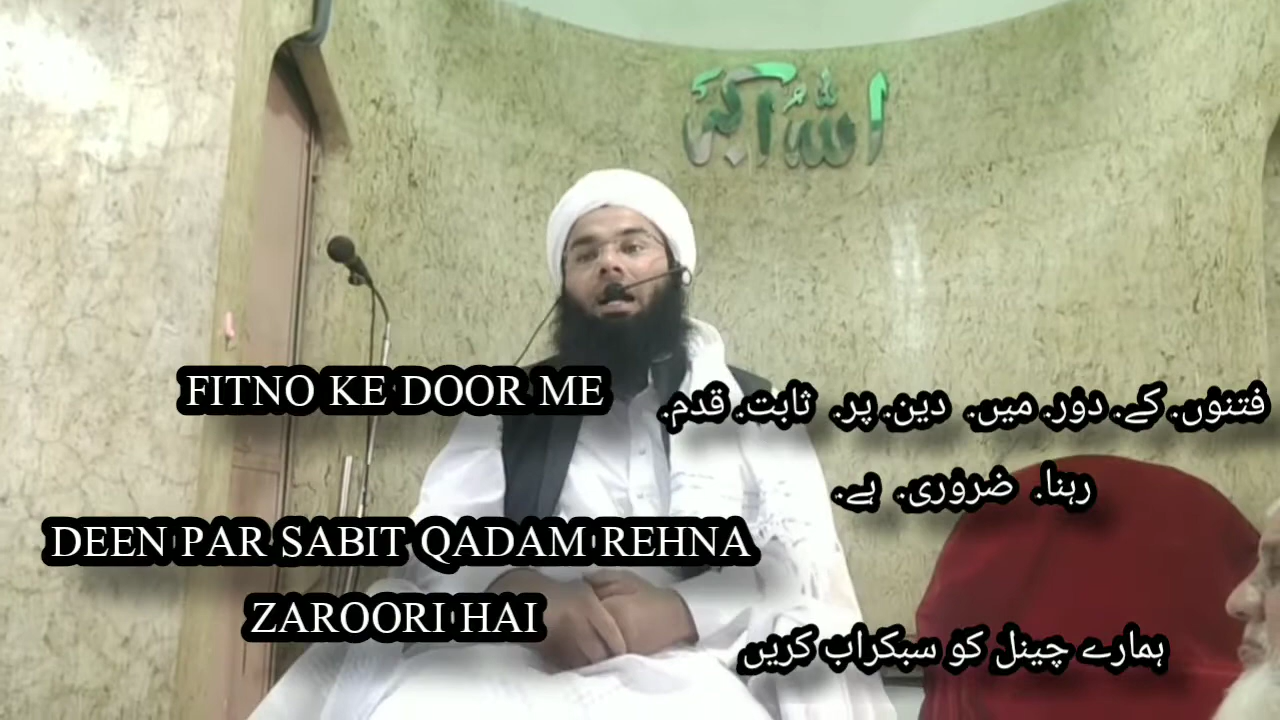 اللہ اکبر
FITNO KE DOOR ME
فتنوں. کے. دور. میں. دین. پر. ثابت. قدم.
رہنا. ضروری. ہے.
DEEN PAR SABIT QADAM REHNA
ZAROORI HAI
ہمارے چینل کو سبکراب کریں